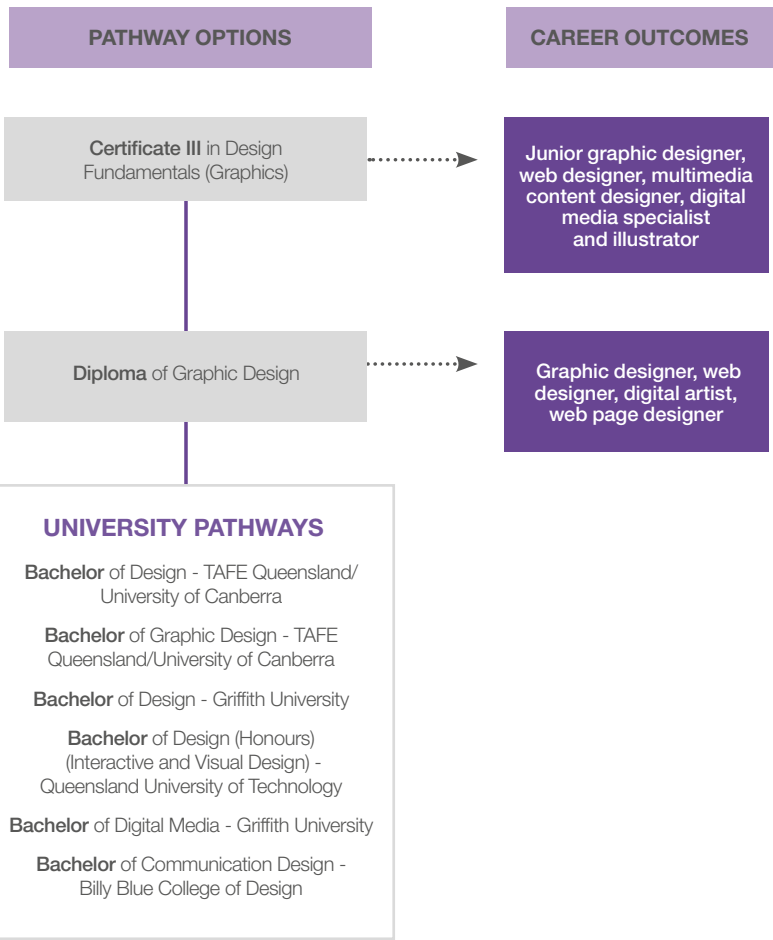 PATHWAY OPTIONS
CAREER OUTCOMES
Certificate III in Design
Fundamentals (Graphics)
Junior graphic designer,
web designer, multimedia
content designer, digital
media specialist
and illustrator
Diploma of Graphic Design
Graphic designer, web
designer, digital artist,
web page designer
UNIVERSITY PATHWAYS
Bachelor of Design - TAFE Queensland/
University of Canberra
Bachelor of Graphic Design - TAFE
Queensland/University of Canberra
Bachelor of Design - Griffith University
Bachelor of Design (Honours)
(Interactive and Visual Design) -
Queensland University of Technology
Bachelor of Digital Media - Griffith University
Bachelor of Communication Design -
Billy Blue College of Design